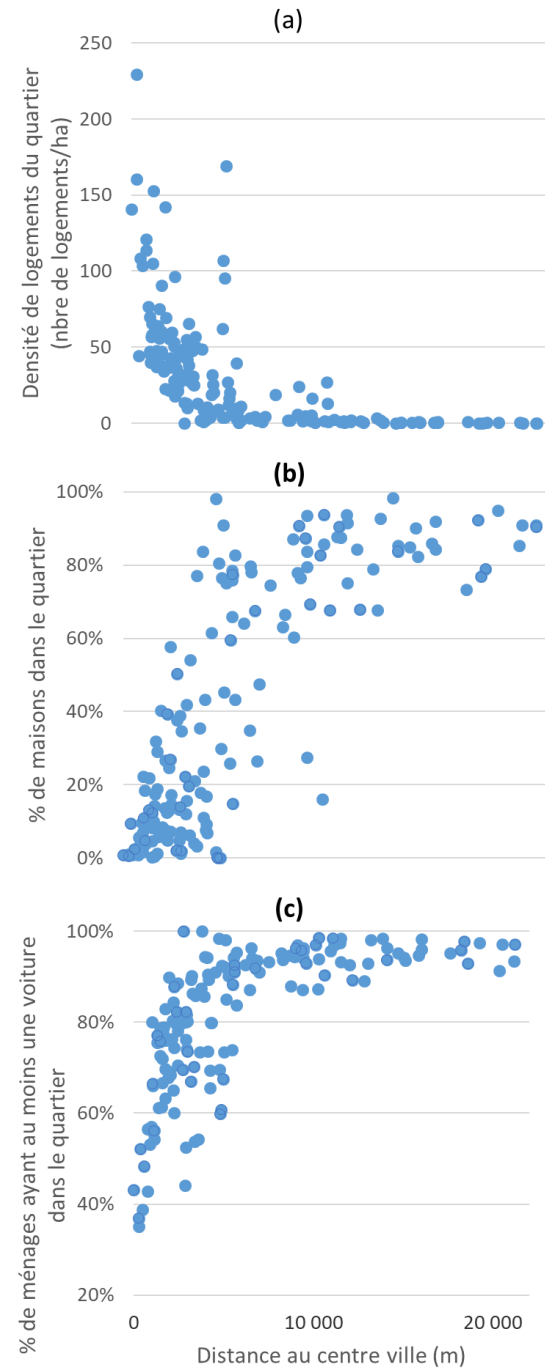 (a)
Densité de logements du quartier
(nbre de logements/ha)
250
200
150
100
50
0
(b)
% de maisons dans le quartier
100%
80%
60%
40%
20%
0%
(c)
% de ménages ayant au moins une voiture
dans le quartier
100%
80%
60%
40%
20%
0
10 000
20 000
Distance au centre ville (m)